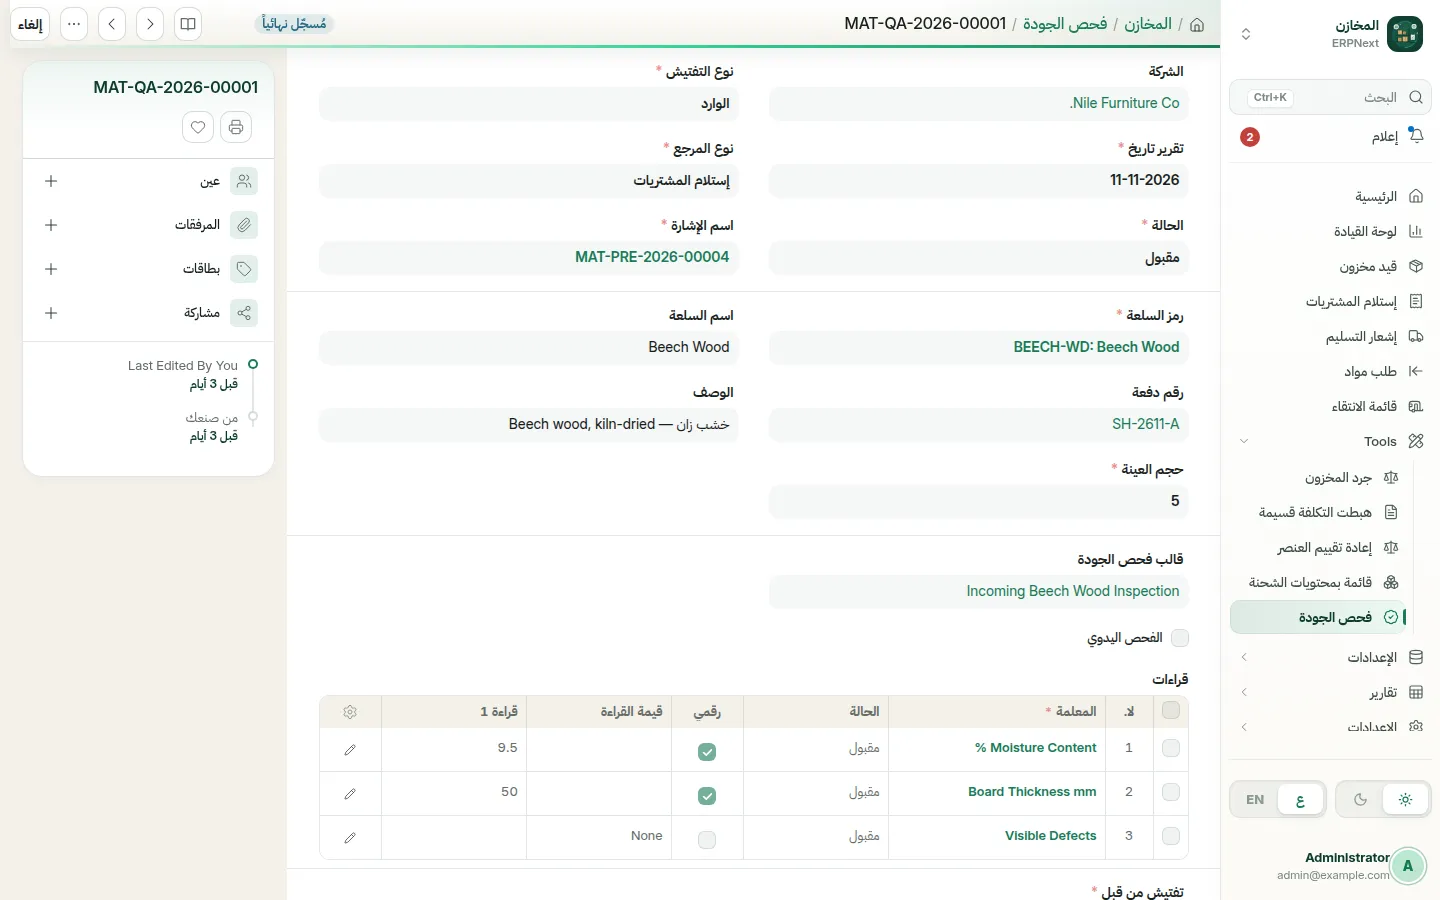 المخازن
ERPNext
البحث
Ctrl+K
إعلام
2
الرئيسية
لوحة القيادة
قيد مخزون
إستلام المشتريات
إشعار التسليم
طلب مواد
قائمة الانتقاء
Tools
جرد المخزون
هبطت التكلفة قسيمة
إعادة تقييم العنصر
قائمة بمحتويات الشحنة
فحص الجودة
الإعدادات
تقارير
الإعدادات
ع
EN
Administrator
admin@example.com
A
المخازن / فحص الجودة / MAT-QA-2026-00001
مُسجّل نهائياً
إلغاء
الشركة
Nile Furniture Co.
نوع التفتيش *
الوارد
تقرير تاريخ *
11-11-2026
نوع المرجع *
إستلام المشتريات
الحالة *
مقبول
اسم الإشارة *
MAT-PRE-2026-00004
رمز السلعة *
BEECH-WD: Beech Wood
اسم السلعة
Beech Wood
رقم دفعة
SH-2611-A
الوصف
Beech wood, kiln-dried — خشب زان
حجم العينة *
5
قالب فحص الجودة
Incoming Beech Wood Inspection
الفحص اليدوي
قراءات
لا. المعلمة * الحالة رقمي قيمة القراءة قراءة 1
1 Moisture Content % مقبول 9.5
2 Board Thickness mm مقبول 50
3 Visible Defects مقبول None
تفتيش من قبل *
MAT-QA-2026-00001
عين
المرفقات
بطاقات
مشاركة
Last Edited By You
قبل 3 أيام
من صنعك
قبل 3 أيام